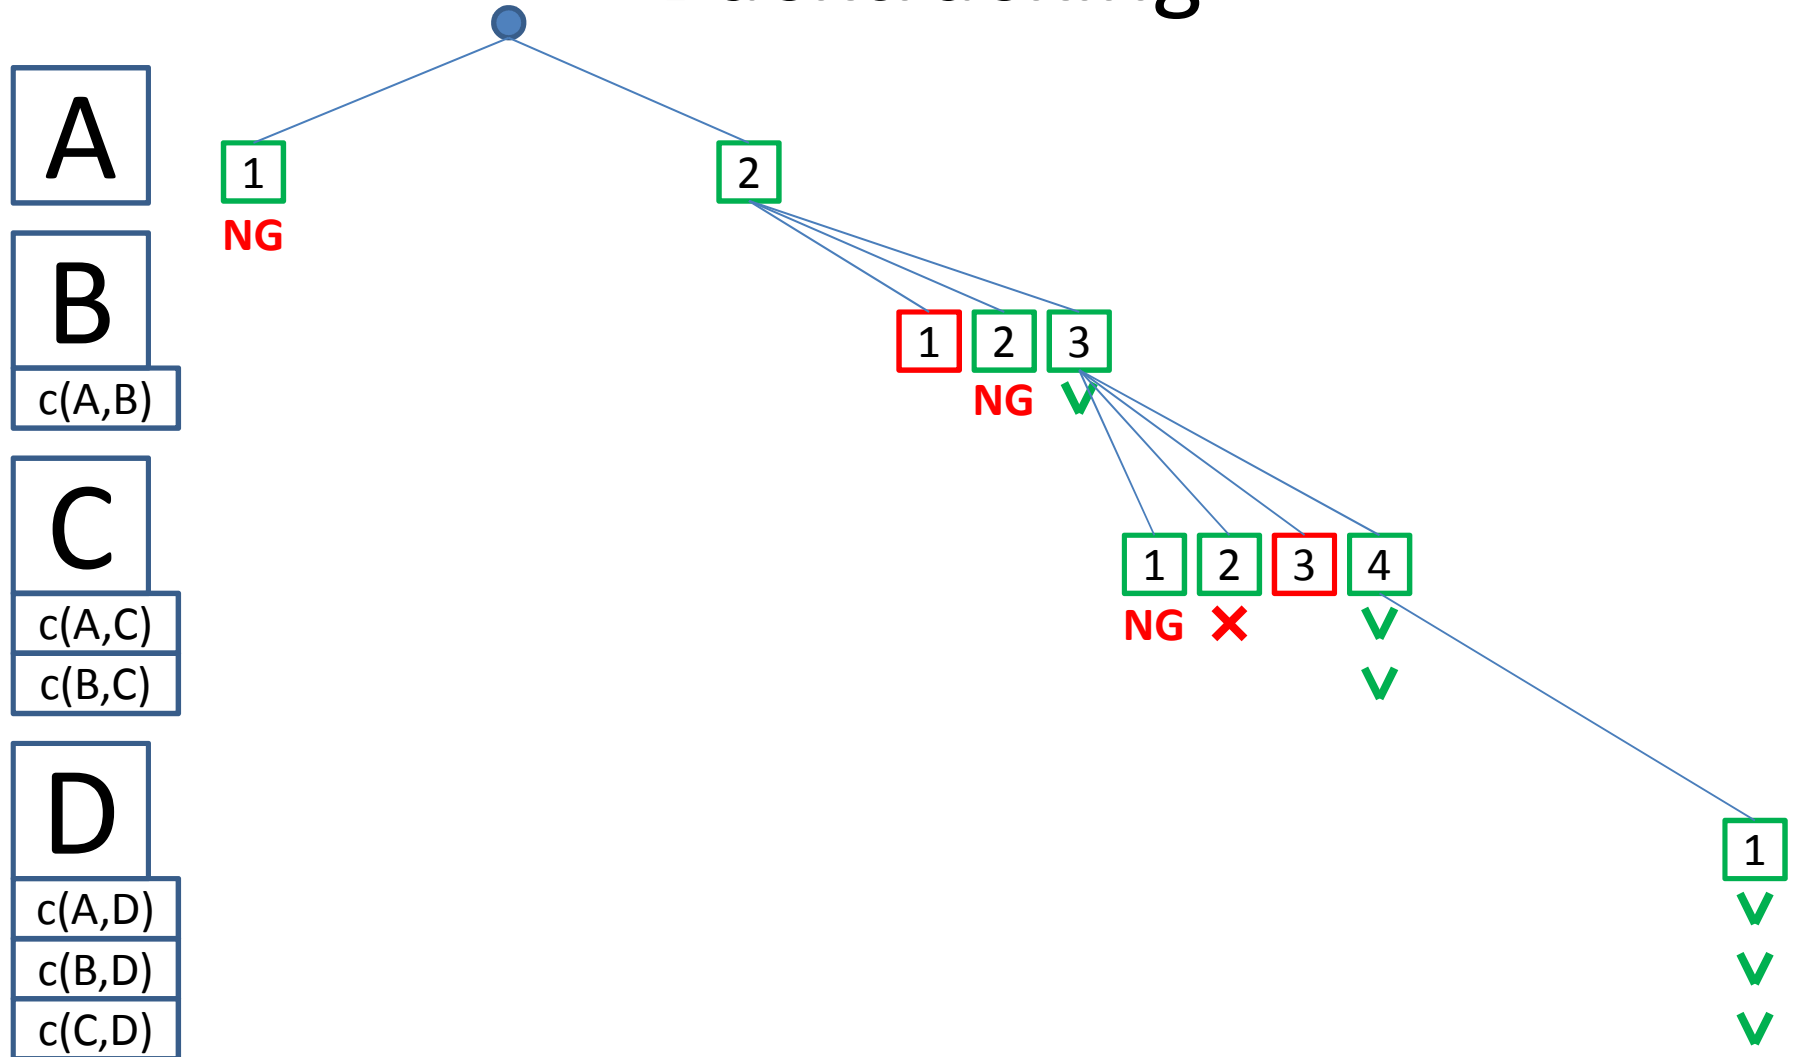 A
1 2
NG
B
1 2 3
c(A,B)
NG
C
1 2 3 4
c(A,C)
NG
c(B,C)
D
1
c(A,D)
c(B,D)
c(C,D)